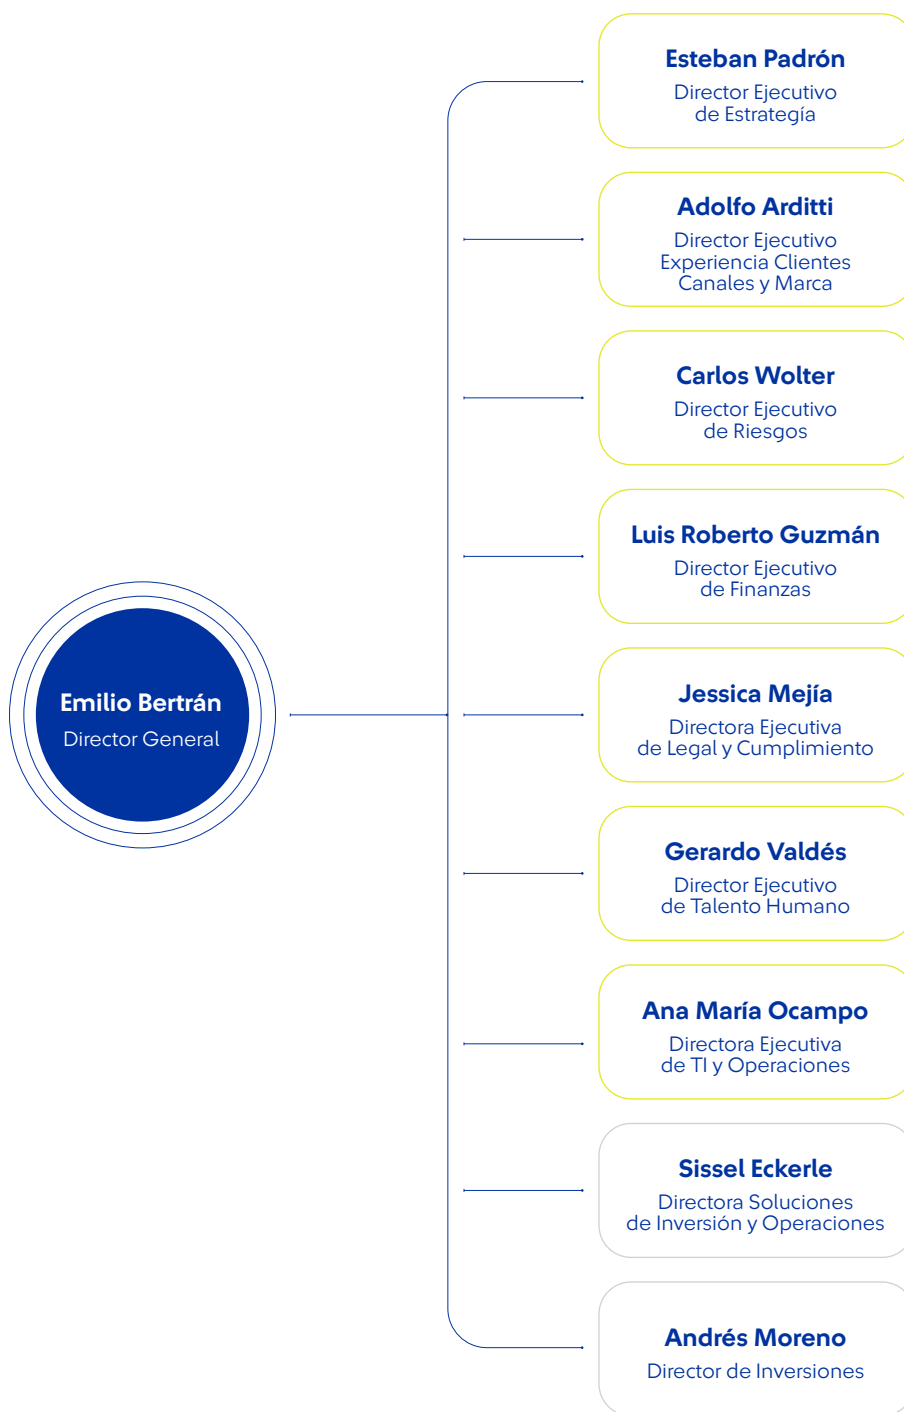 Esteban Padrón
Director Ejecutivo
de Estrategía
Adolfo Arditti
Director Ejecutivo
Experiencia Clientes
Canales y Marca
Carlos Wolter
Director Ejecutivo
de Riesgos
Luis Roberto Guzmán
Director Ejecutivo
de Finanzas
Emilio Bertrán
Director General
Jessica Mejía
Directora Ejecutiva
de Legal y Cumplimiento
Gerardo Valdés
Director Ejecutivo
de Talento Humano
Ana María Ocampo
Directora Ejecutiva
de TI y Operaciones
Sissel Eckerle
Directora Soluciones
de Inversión y Operaciones
Andrés Moreno
Director de Inversiones